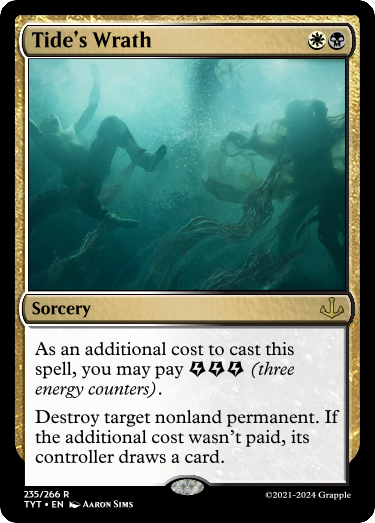 Tide's Wrath
Sorcery
As an additional cost to cast this
spell, you may pay (three
energy counters).
Destroy target nonland permanent. If
the additional cost wasn't paid, its
controller draws a card.
235/266 R
TYT • EN Aaron Sims
©2021-2024 Grapple